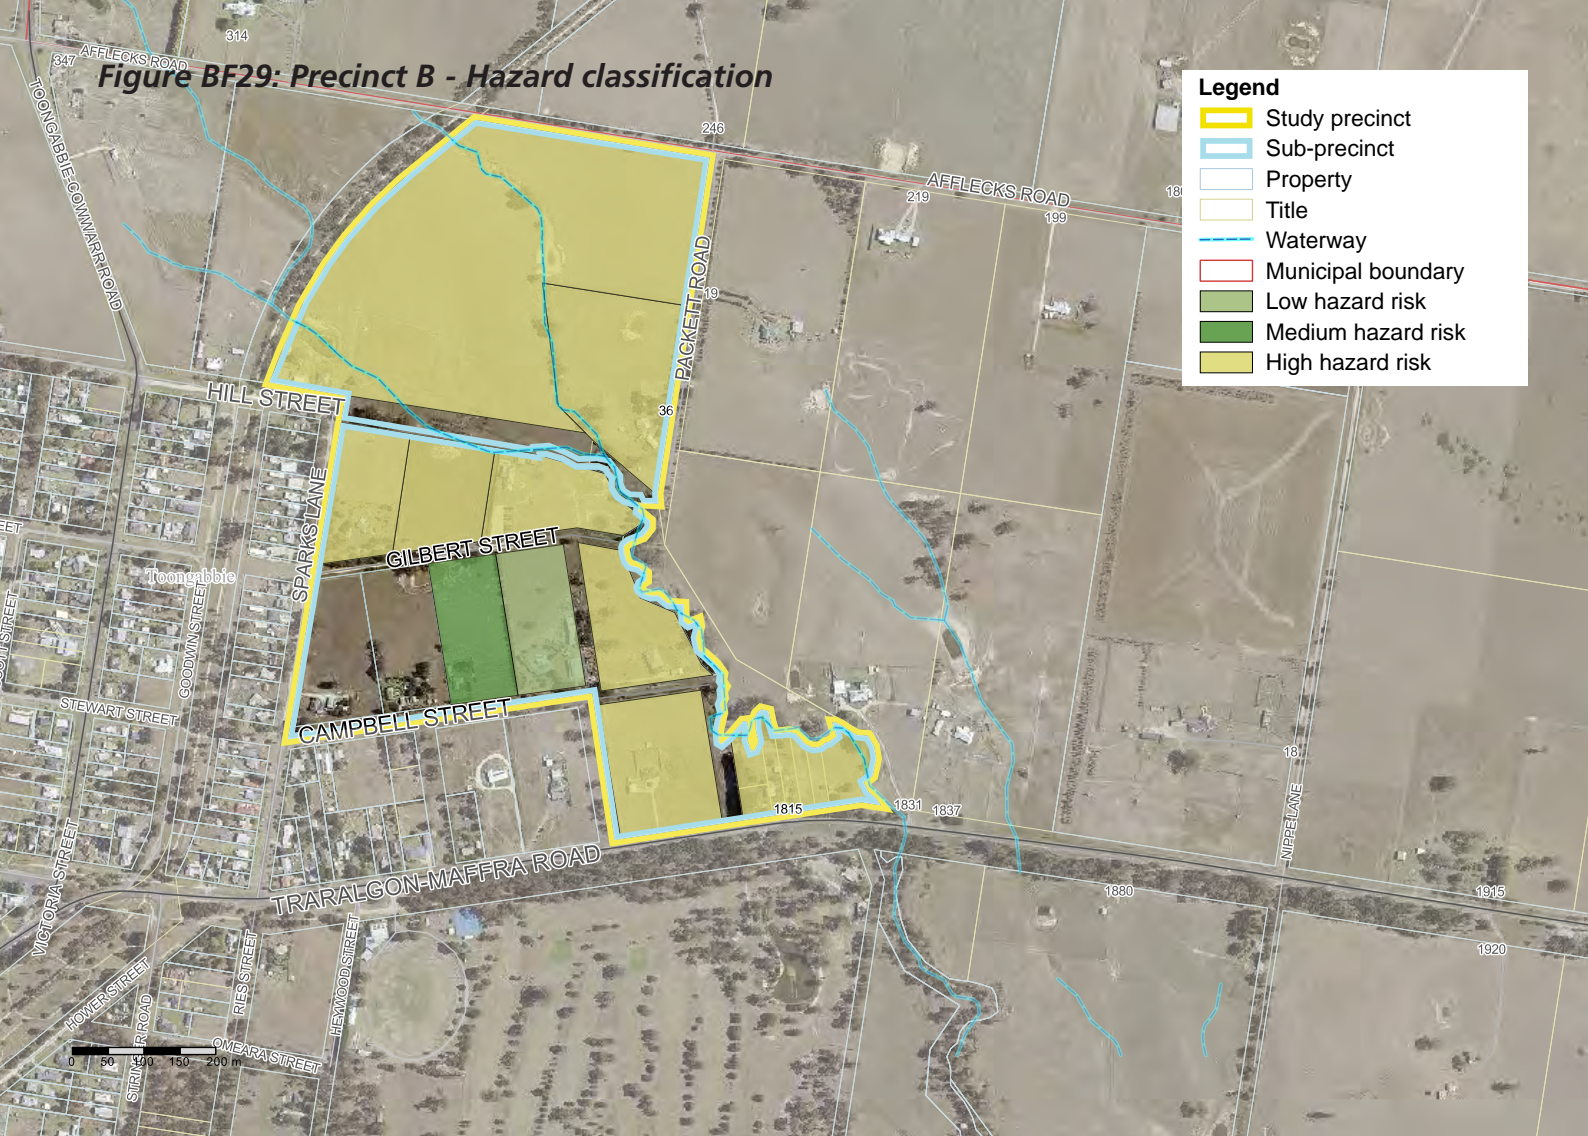 314
347
AFFLECKS ROAD
Figure BF29: Precinct B - Hazard classification
Legend
Study precinct
Sub-precinct
Property
Title
Waterway
Municipal boundary
Low hazard risk
Medium hazard risk
High hazard risk
TOONGABBIE-COWWARR ROAD
246
AFFLECKS ROAD
219
199
PACKETT ROAD
19
36
HILL STREET
SPARKS LANE
GILBERT STREET
Toongabbie
GOODWIN STREET
STEWART STREET
CAMPBELL STREET
18
NIPPE LANE
1815
1831
1837
TRARALGON-MAFFRA ROAD
VICTORIA STREET
1880
1915
1920
HOWER STREET
RIES STREET
HEYWOOD STREET
OMEARA STREET
0 50 100 150 200 m